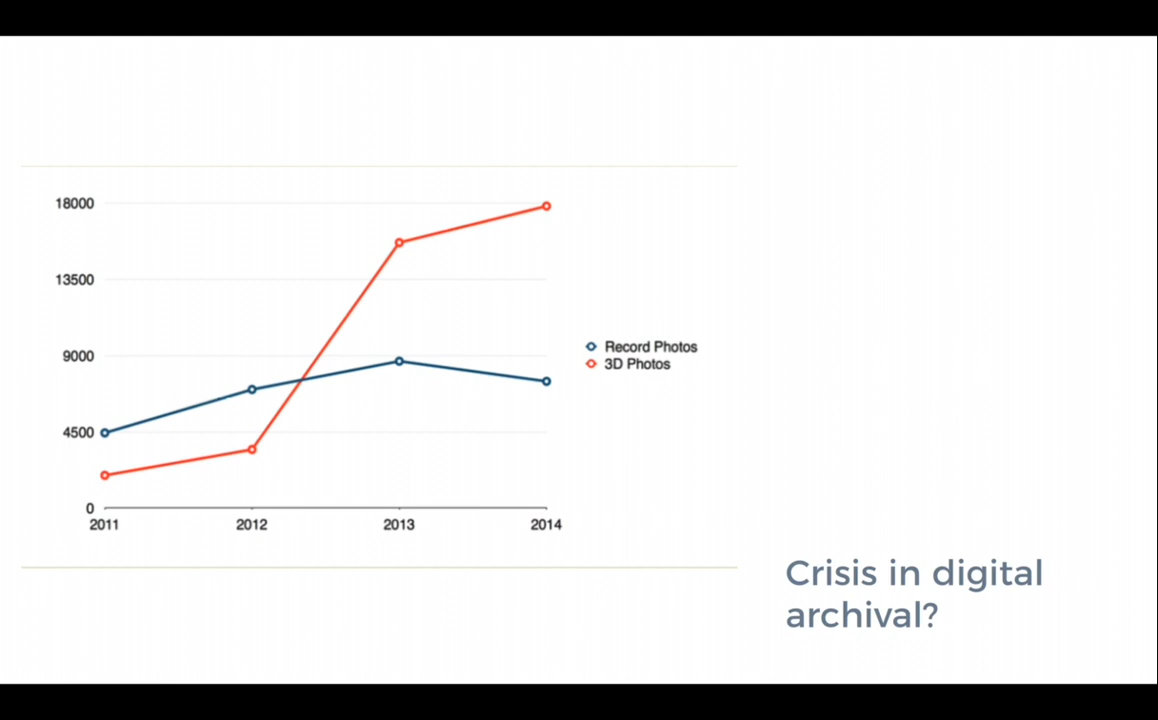 18000
13500
9000
4500
0
2011 2012 2013 2014
Record Photos
3D Photos
Crisis in digital
archival?